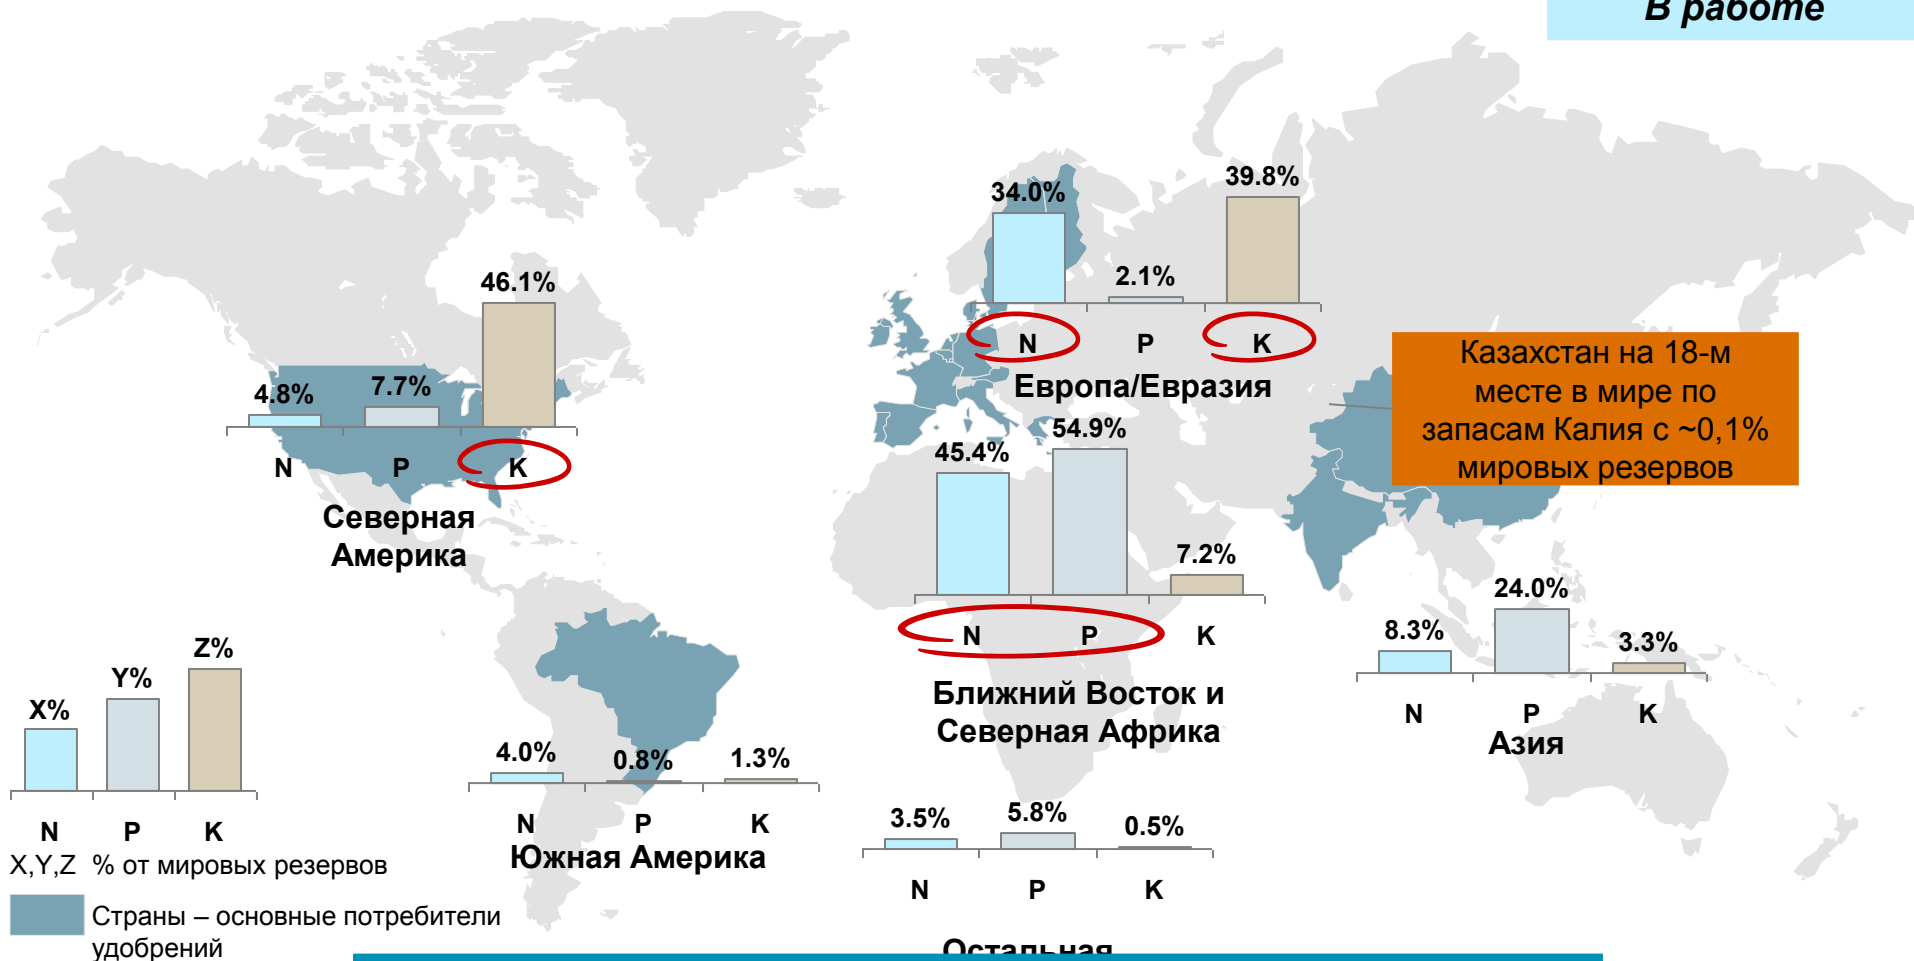 В работе
34.0%
2.1%
39.8%
N
P
K
Европа/Евразия
Казахстан на 18-м
месте в мире по
запасам Калия с ~0,1%
мировых резервов
4.8%
7.7%
46.1%
N
P
K
Северная
Америка
45.4%
54.9%
7.2%
N
P
K
Ближний Восток и
Северная Африка
8.3%
24.0%
3.3%
N
P
K
Азия
4.0%
0.8%
1.3%
N
P
K
Южная Америка
3.5%
5.8%
0.5%
N
P
K
Остальная
X%
Y%
Z%
N
P
K
X,Y,Z % от мировых резервов
Страны – основные потребители
удобрений